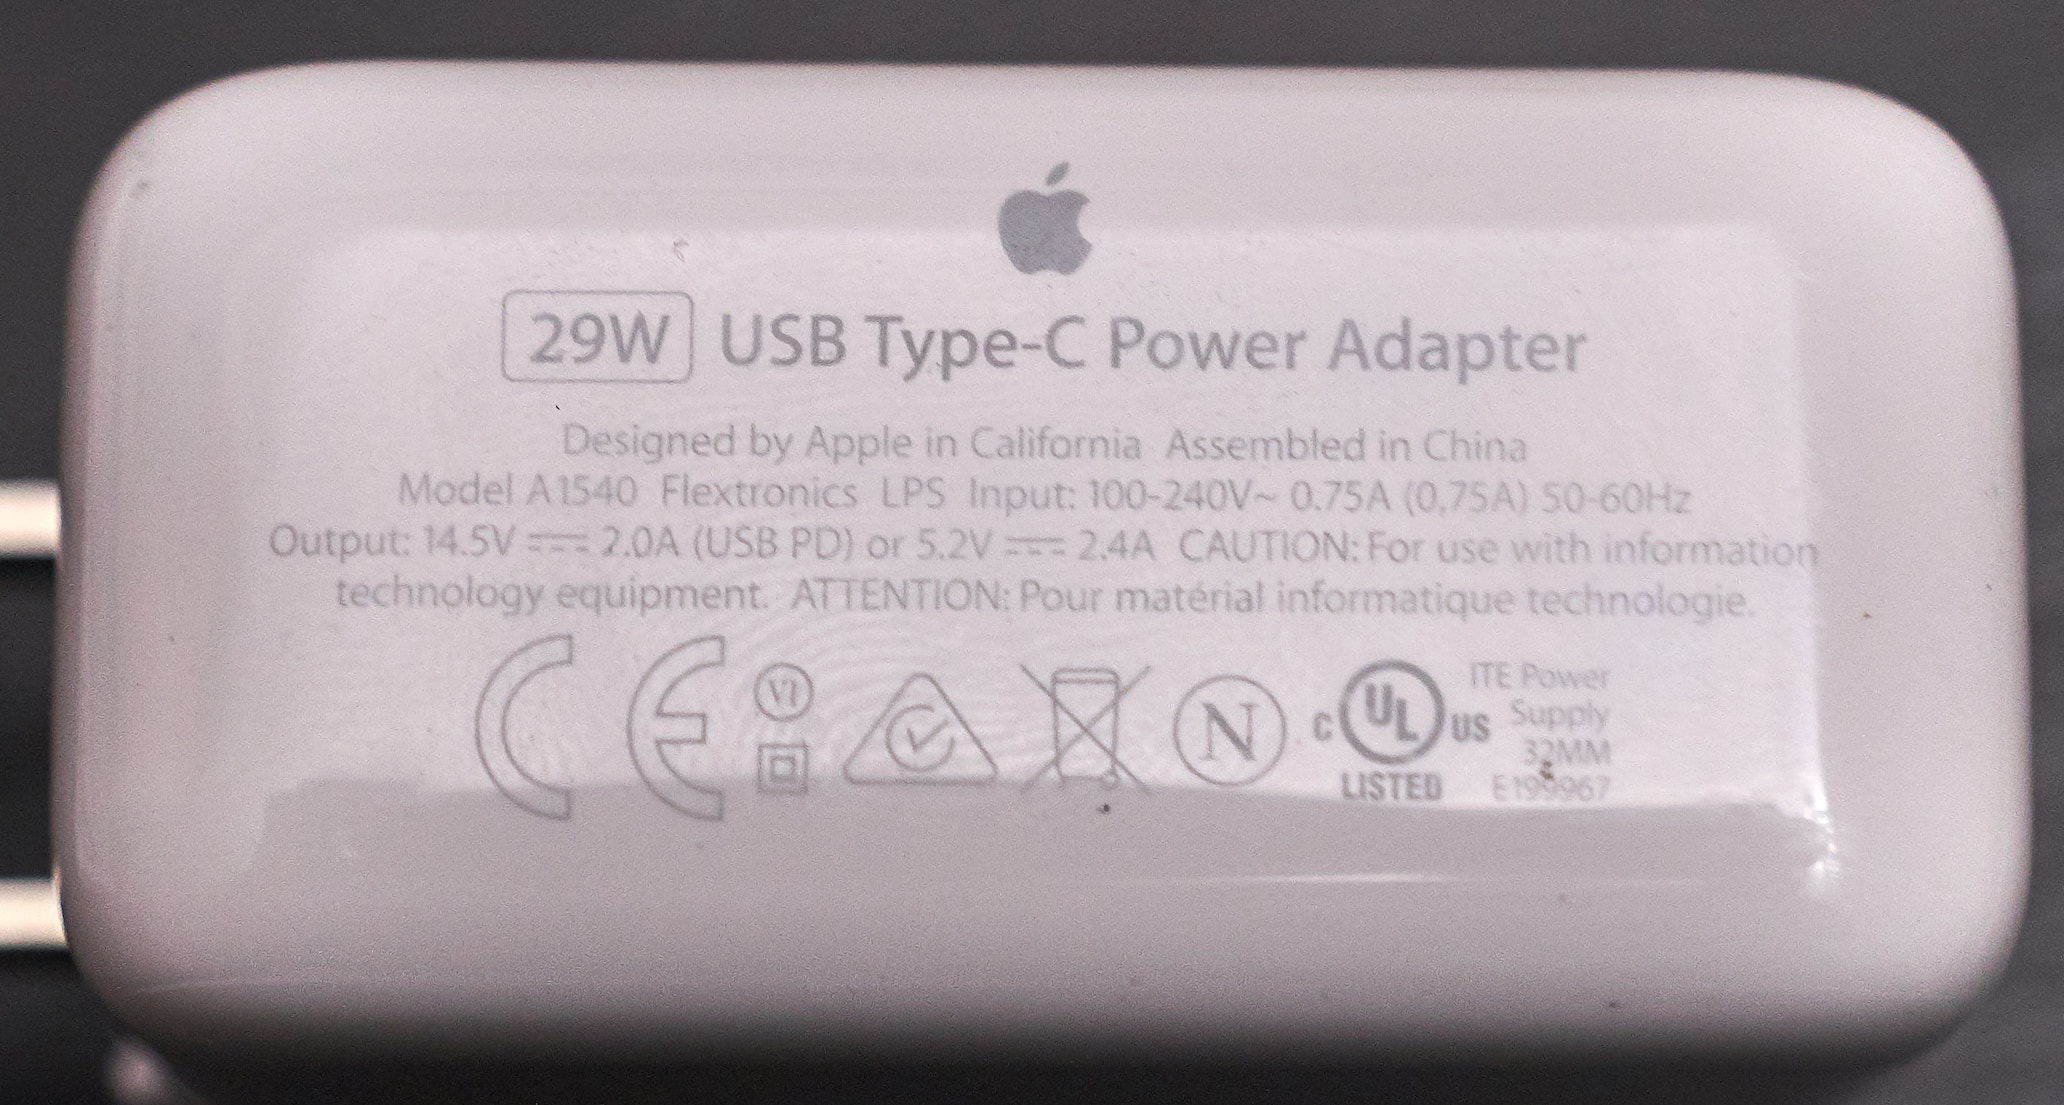 29W USB Type-C Power Adapter
Designed by Apple in California Assembled in China
Model A1540 Flextronics LPS Input: 100-240V~ 0.75A (0,75A) 50-60Hz
Output: 14.5V ⎓ 2.0A (USB PD) or 5.2V ⎓ 2.4A CAUTION: For use with information
technology equipment. ATTENTION: Pour matérial informatique technologie.
CE VI N C UL US LISTED
ITE Power
Supply
32MM
E199967